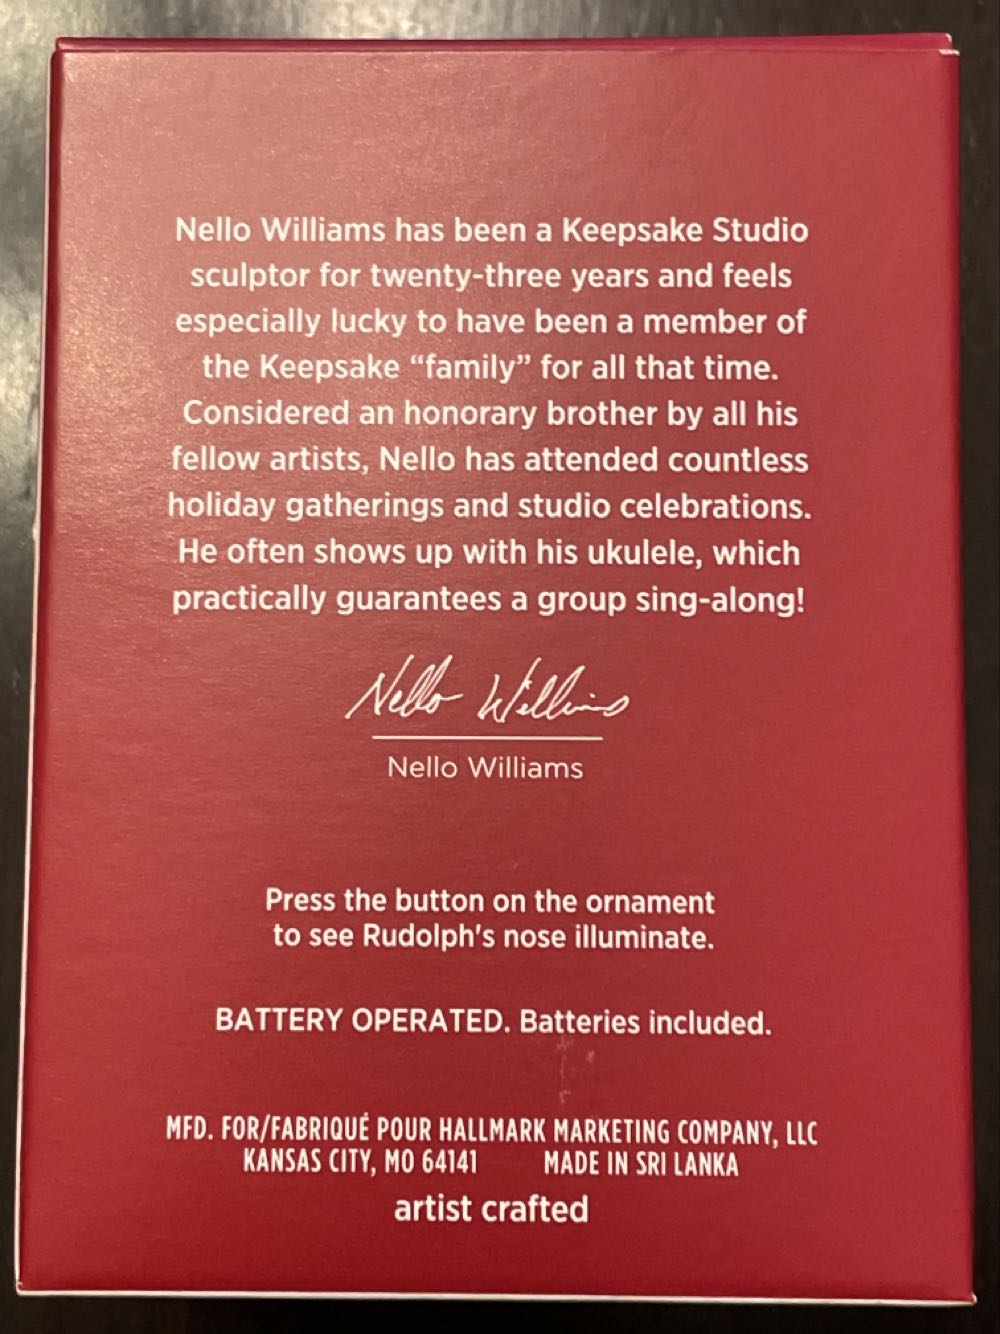 Nello Williams has been a Keepsake Studio
sculptor for twenty-three years and feels
especially lucky to have been a member of
the Keepsake “family” for all that time.
Considered an honorary brother by all his
fellow artists, Nello has attended countless
holiday gatherings and studio celebrations.
He often shows up with his ukulele, which
practically guarantees a group sing-along!
Nello Williams
Nello Williams
Press the button on the ornament
to see Rudolph's nose illuminate.
BATTERY OPERATED. Batteries included.
MFD. FOR/FABRIQUÉ POUR HALLMARK MARKETING COMPANY, LLC
KANSAS CITY, MO 64141 MADE IN SRI LANKA
artist crafted